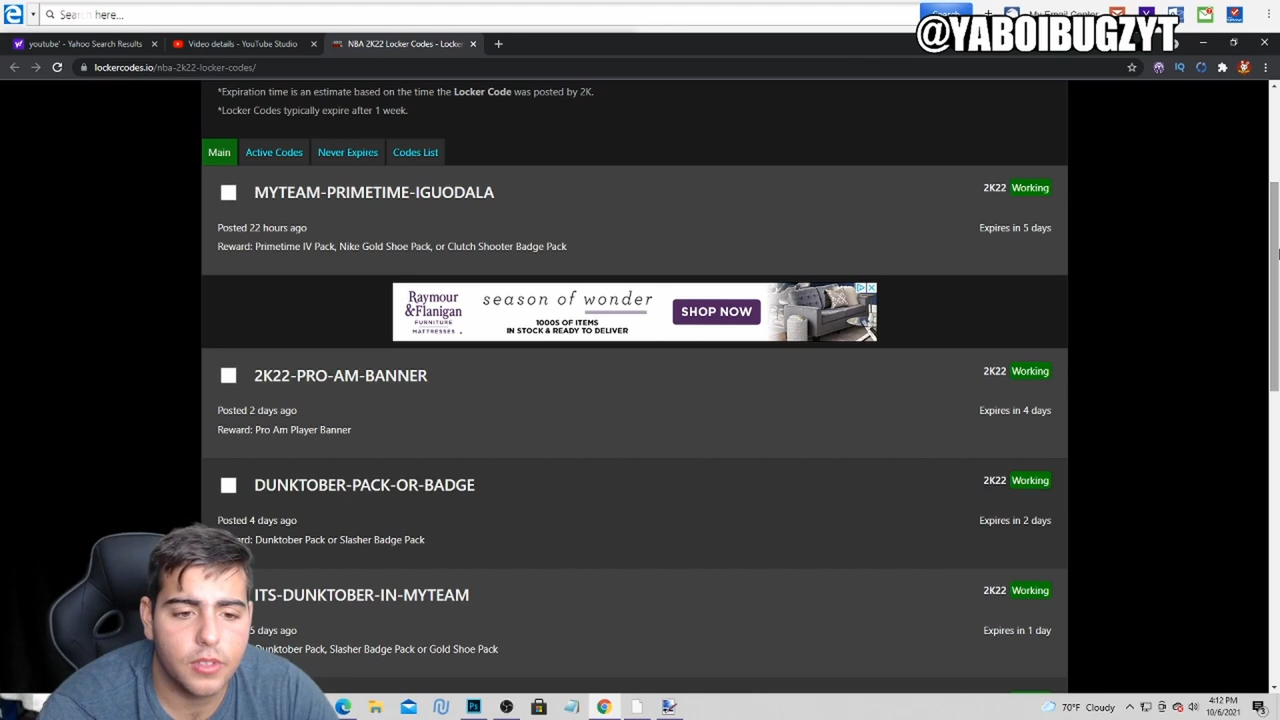 Search here...
Search
My Email Center
@YABOIBUGZYT
youtube' - Yahoo Search Results
Video details - YouTube Studio
NBA 2K22 Locker Codes - Locke
lockercodes.io/nba-2k22-locker-codes/
*Expiration time is an estimate based on the time the Locker Code was posted by 2K.
*Locker Codes typically expire after 1 week.
Main Active Codes Never Expires Codes List
MYTEAM-PRIMETIME-IGUODALA
2K22 Working
Posted 22 hours ago
Expires in 5 days
Reward: Primetime IV Pack, Nike Gold Shoe Pack, or Clutch Shooter Badge Pack
RAYMOUR
&FLANIGAN
FURNITURE
MATTRESSES
season of wonder
1000S OF ITEMS
IN STOCK & READY TO DELIVER
SHOP NOW
2K22-PRO-AM-BANNER
2K22 Working
Posted 2 days ago
Expires in 4 days
Reward: Pro Am Player Banner
DUNKTOBER-PACK-OR-BADGE
2K22 Working
Posted 4 days ago
Expires in 2 days
ard: Dunktober Pack or Slasher Badge Pack
ITS-DUNKTOBER-IN-MYTEAM
2K22 Working
days ago
Expires in 1 day
Dunktober Pack, Slasher Badge Pack or Gold Shoe Pack
70°F Cloudy
4:12 PM
10/6/2021